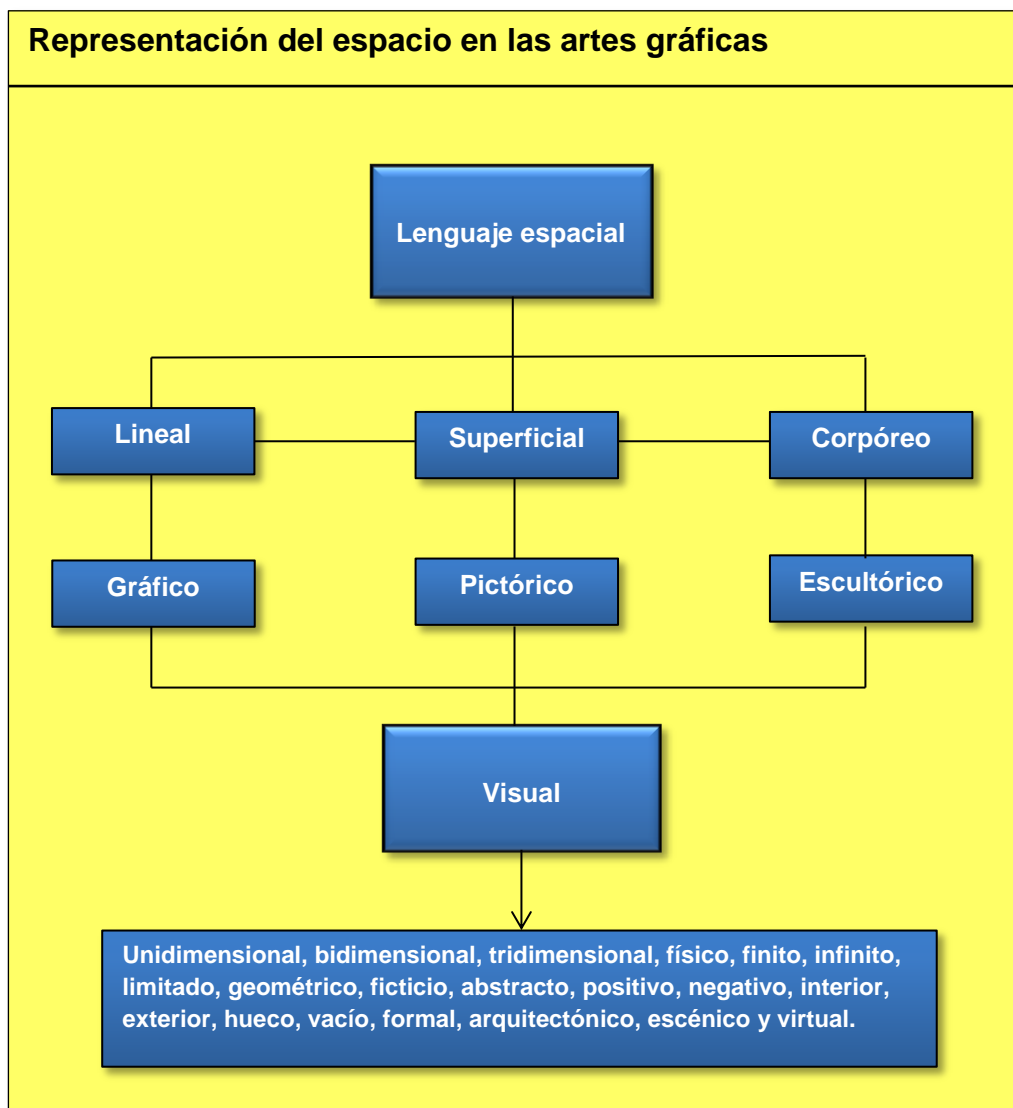 Representación del espacio en las artes gráficas
Lenguaje espacial
Lineal
Superficial
Corpóreo
Gráfico
Pictórico
Escultórico
Visual
Unidimensional, bidimensional, tridimensional, físico, finito, infinito,
limitado, geométrico, ficticio, abstracto, positivo, negativo, interior,
exterior, hueco, vacío, formal, arquitectónico, escénico y virtual.